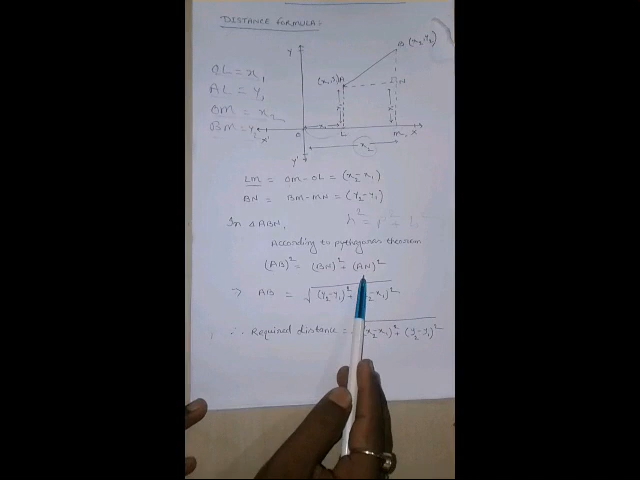 DISTANCE FORMULA:-
Y
B (x₂, y₂)
OL = x₁
(x₁, y₁) A
N
AL = y₁
OM = x₂
BM = y₂
X'
O
L
M
X
Y'
x₂
LM = OM - OL = (x₂ - x₁)
BN = BM - MN = (y₂ - y₁)
In △ ABN,
According to pythagoras theorem
(AB)² = (BN)² + (AN)²
⇒ AB = √(y₂-y₁)² + (x₂-x₁)²
∴ Required distance = √(x₂-x₁)² + (y₂-y₁)²